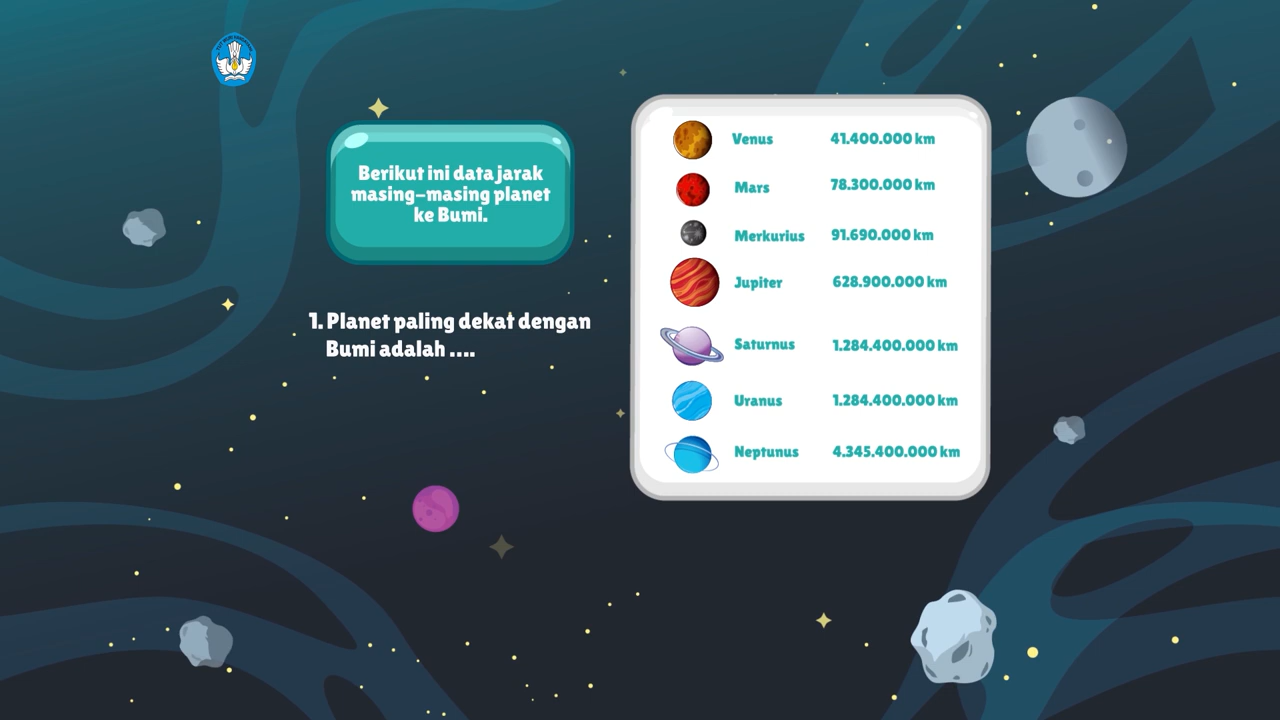 Berikut ini data jarak
masing-masing planet
ke Bumi.
1. Planet paling dekat dengan
Bumi adalah ....
Venus 41.400.000 km
Mars 78.300.000 km
Merkurius 91.690.000 km
Jupiter 628.900.000 km
Saturnus 1.284.400.000 km
Uranus 1.284.400.000 km
Neptunus 4.345.400.000 km